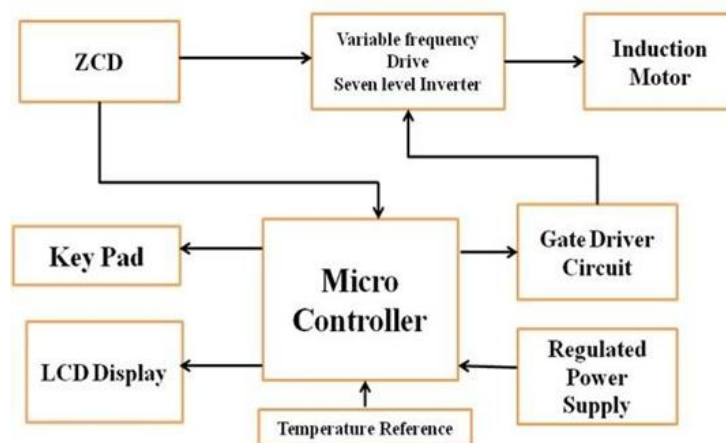 ZCD
Variable frequency
Drive
Seven level Inverter
Induction
Motor
Key Pad
Micro
Controller
Gate Driver
Circuit
LCD Display
Regulated
Power
Supply
Temperature Reference